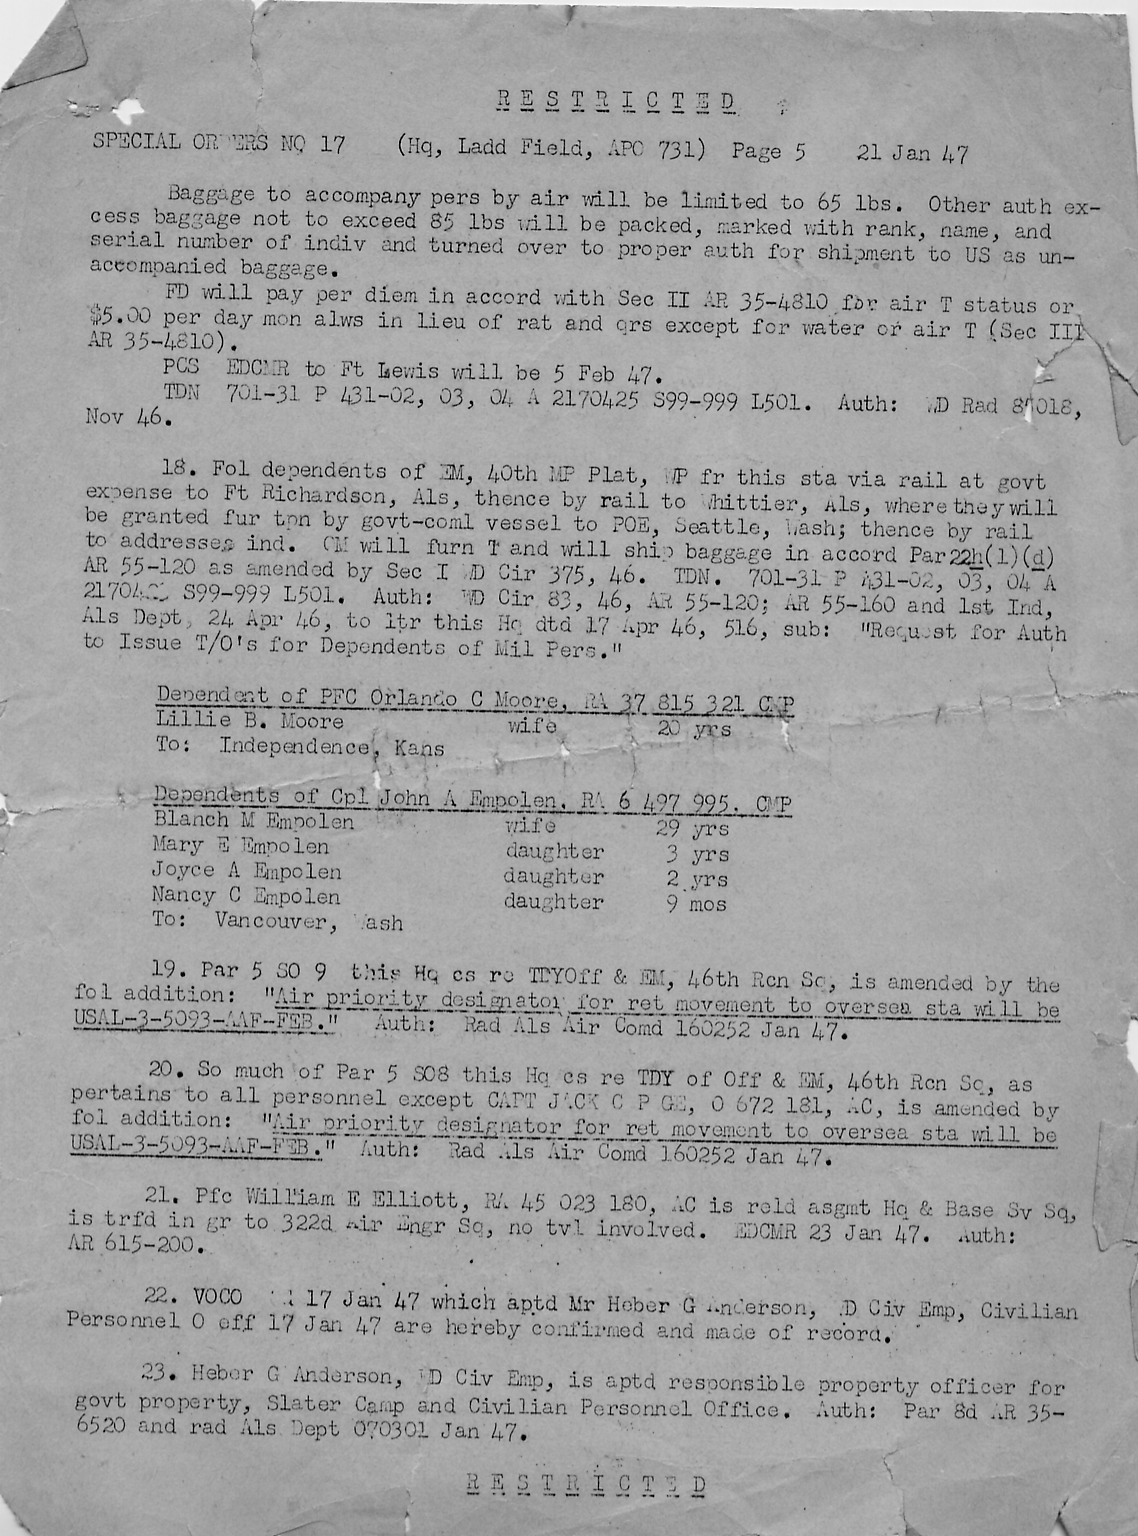 R E S T R I C T E D
SPECIAL ORDERS NO 17 (Hq, Ladd Field, APO 731) Page 5 21 Jan 47
Baggage to accompany pers by air will be limited to 65 lbs. Other auth ex-
cess baggage not to exceed 85 lbs will be packed, marked with rank, name, and
serial number of indiv and turned over to proper auth for shipment to US as un-
accompanied baggage.
FD will pay per diem in accord with Sec II AR 35-4810 for air T status or
$5.00 per day mon alws in lieu of rat and qrs except for water or air T (Sec III
AR 35-4810).
PCS EDCMR to Ft Lewis will be 5 Feb 47.
TDN 701-31 P 431-02, 03, 04 A 2170425 S99-999 L501. Auth: WD Rad 87018,
Nov 46.
18. Fol dependents of EM, 40th MP Plat, WP fr this sta via rail at govt
expense to Ft Richardson, Als, thence by rail to Whittier, Als, where they will
be granted fur tpn by govt-coml vessel to POE, Seattle, Wash; thence by rail
to addresses ind. CM will furn T and will ship baggage in accord Par 22h(1)(d)
AR 55-120 as amended by Sec I WD Cir 375, 46. TDN. 701-31 P 431-02, 03, 04 A
S99-999 L501. Auth: WD Cir 83, 46, AR 55-120; AR 55-160 and 1st Ind,
Als Dept, 24 Apr 46, to ltr this Hq dtd 17 Apr 46, 516, sub: "Request for Auth
to Issue T/O's for Dependents of Mil Pers."
Dependent of PFC Orlando C Moore, RA 37 815 321 CMP
Lillie B. Moore wife 20 yrs
To: Independence, Kans
Dependents of Cpl John A Empolen, RA 6 497 995, CMP
Blanch M Empolen wife 29 yrs
Mary E Empolen daughter 3 yrs
Joyce A Empolen daughter 2 yrs
Nancy C Empolen daughter 9 mos
To: Vancouver, Wash
19. Par 5 SO 9 this Hq cs re TDYOff & EM, 46th Rcn Sq, is amended by the
fol addition: "Air priority designator for ret movement to oversea sta will be
USAL-3-5093-AAF-FEB." Auth: Rad Als Air Comd 160252 Jan 47.
20. So much of Par 5 SO8 this Hq cs re TDY of Off & EM, 46th Rcn Sq, as
pertains to all personnel except CAPT JACK C P GE, O 672 181, AC, is amended by
fol addition: "Air priority designator for ret movement to oversea sta will be
USAL-3-5093-AAF-FEB." Auth: Rad Als Air Comd 160252 Jan 47.
21. Pfc William E Elliott, RA 45 023 180, AC is reld asgmt Hq & Base Sv Sq,
is trfd in gr to 322d Air Engr Sq, no tvl involved. EDCMR 23 Jan 47. Auth:
AR 615-200.
22. VOCO 17 Jan 47 which aptd Mr Heber G Anderson, WD Civ Emp, Civilian
Personnel O eff 17 Jan 47 are hereby confirmed and made of record.
23. Heber G Anderson, WD Civ Emp, is aptd responsible property officer for
govt property, Slater Camp and Civilian Personnel Office. Auth: Par 8d AR 35-
6520 and rad Als Dept 070301 Jan 47.
R E S T R I C T E D